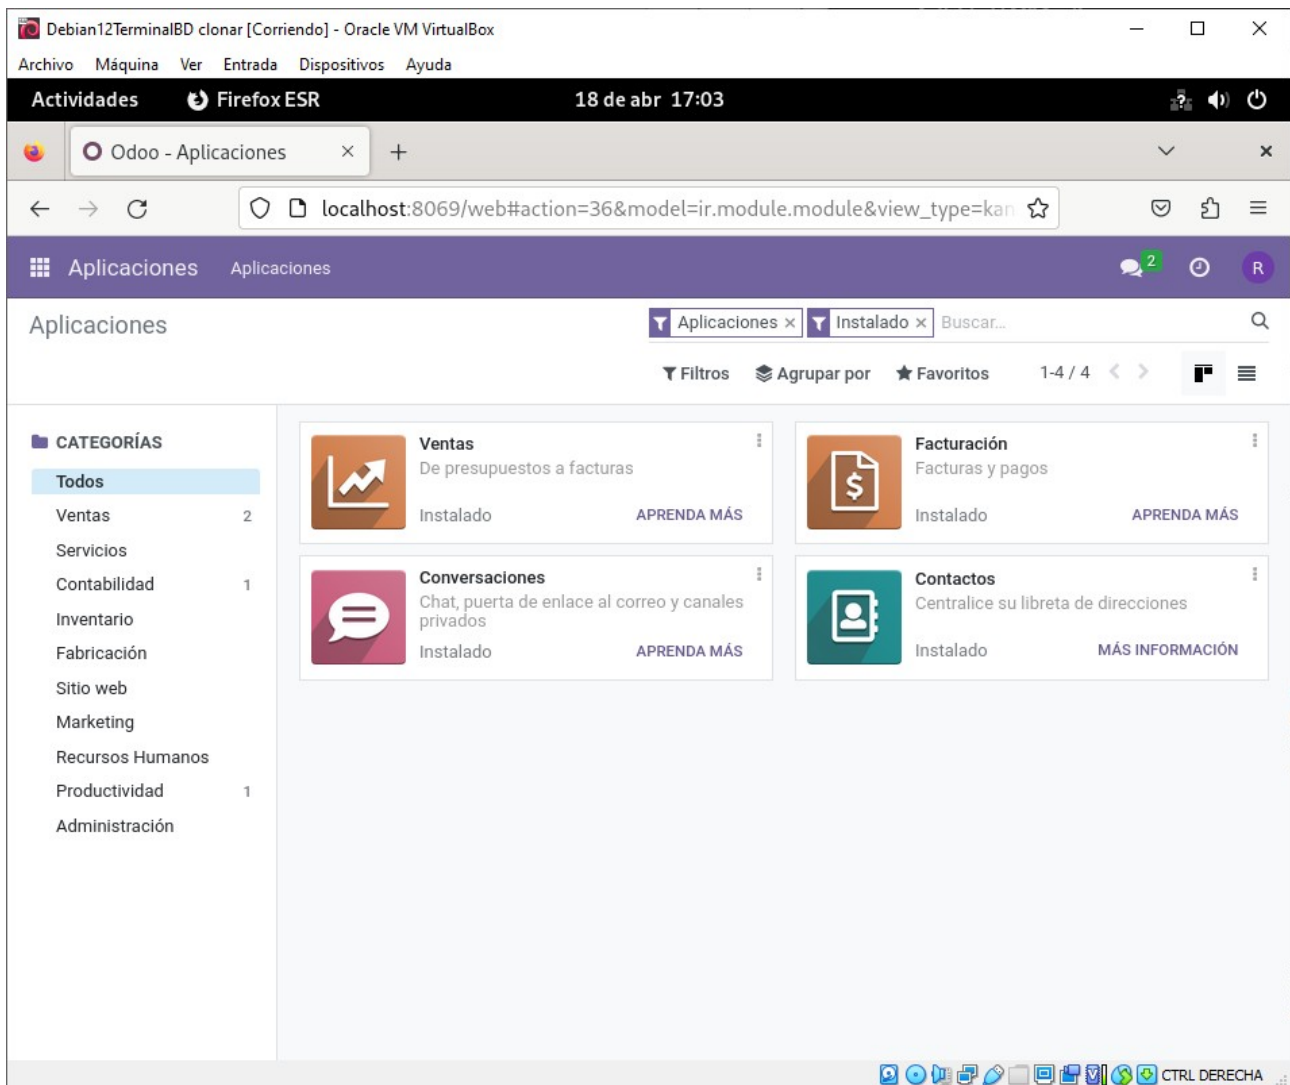 Debian12TerminalBD clonar [Corriendo] - Oracle VM VirtualBox
Archivo Máquina Ver Entrada Dispositivos Ayuda
Actividades Firefox ESR 18 de abr 17:03
Odoo - Aplicaciones
localhost:8069/web#action=36&model=ir.module.module&view_type=kan
Aplicaciones Aplicaciones 2 R
Aplicaciones Aplicaciones × Instalado × Buscar...
Filtros Agrupar por Favoritos 1-4 / 4
CATEGORÍAS
Todos
Ventas 2
Servicios
Contabilidad 1
Inventario
Fabricación
Sitio web
Marketing
Recursos Humanos
Productividad 1
Administración
Ventas
De presupuestos a facturas
Instalado APRENDA MÁS
Facturación
Facturas y pagos
Instalado APRENDA MÁS
Conversaciones
Chat, puerta de enlace al correo y canales
privados
Instalado APRENDA MÁS
Contactos
Centralice su libreta de direcciones
Instalado MÁS INFORMACIÓN
CTRL DERECHA